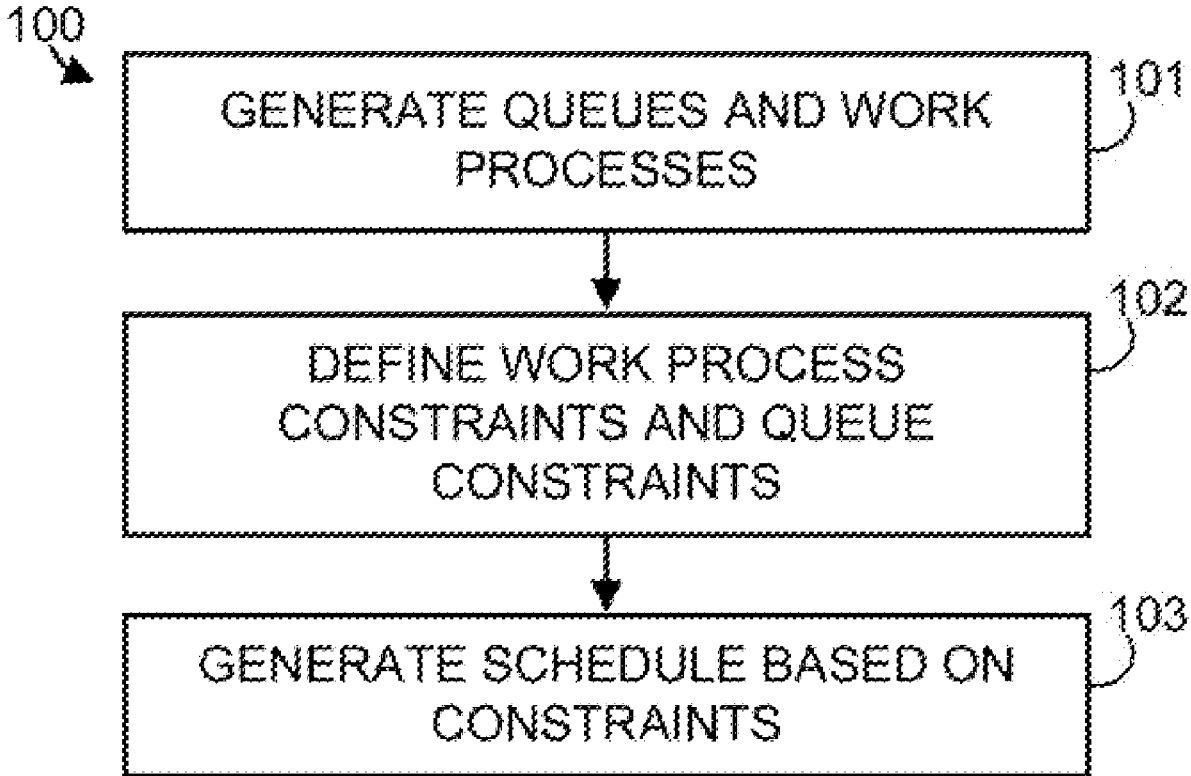 100
101
GENERATE QUEUES AND WORK
PROCESSES
102
DEFINE WORK PROCESS
CONSTRAINTS AND QUEUE
CONSTRAINTS
103
GENERATE SCHEDULE BASED ON
CONSTRAINTS